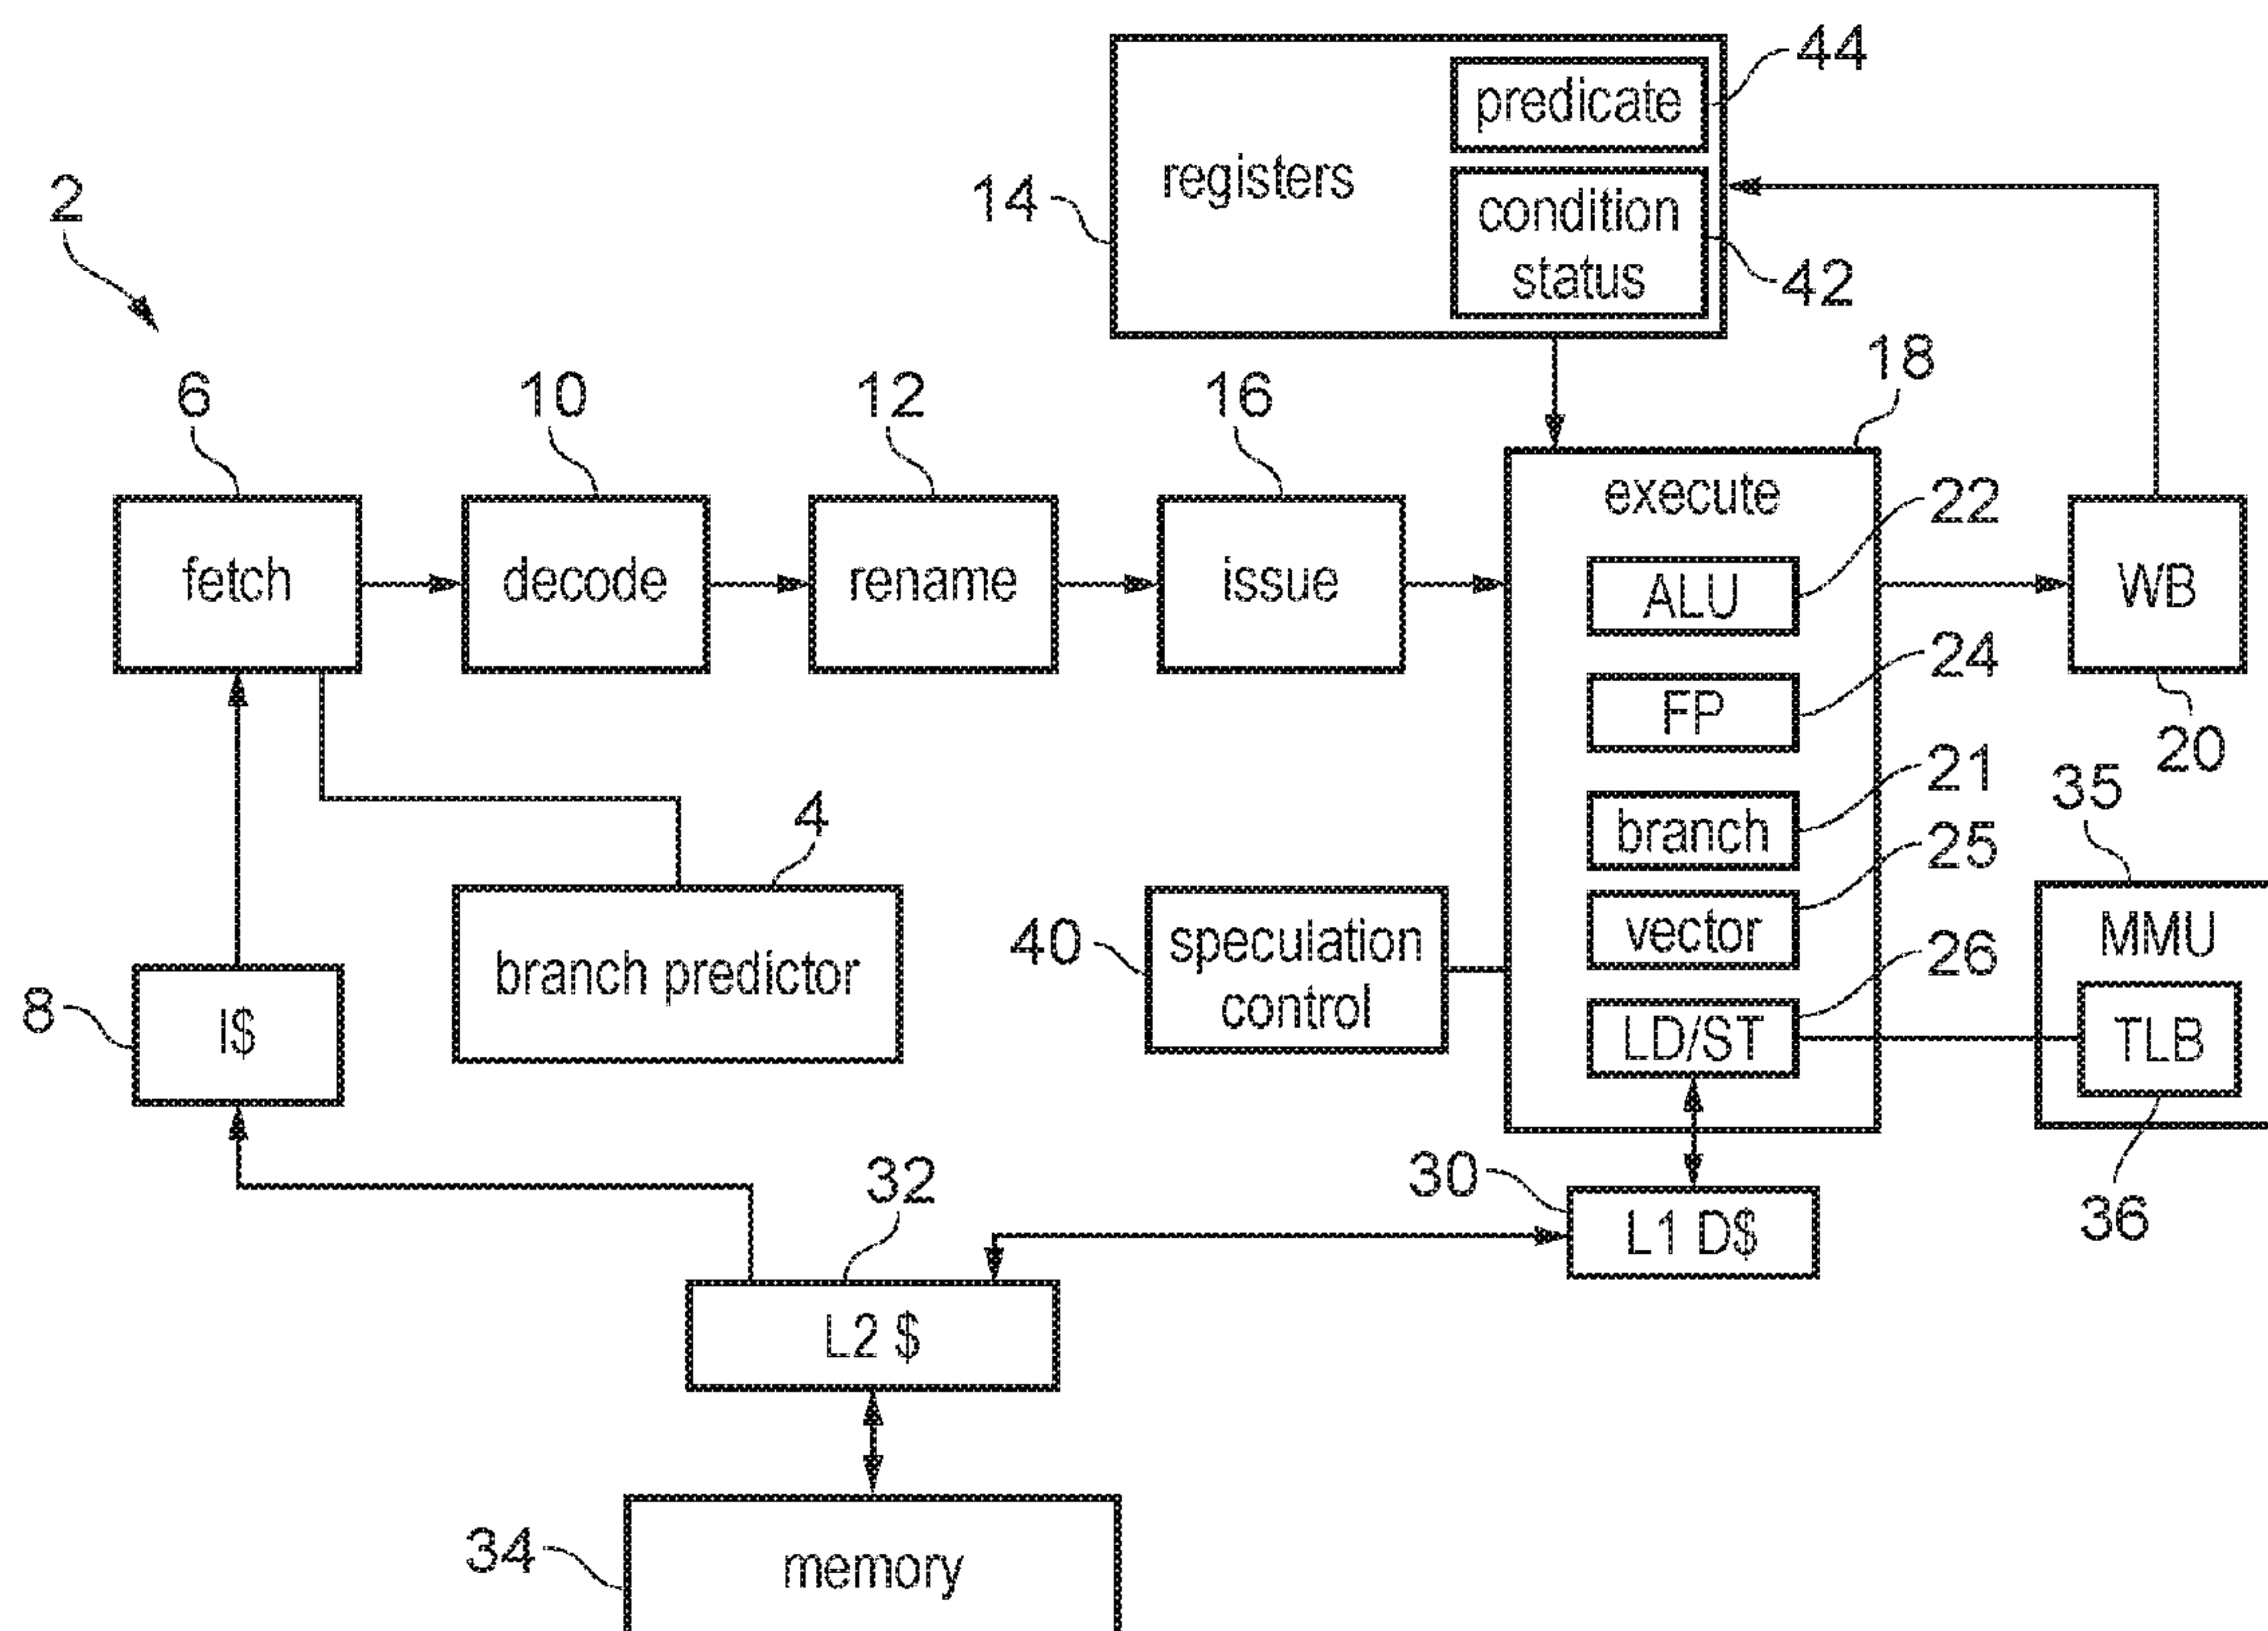 44
predicate
registers
14
condition
status
42
2
18
6
10
12
16
execute
22
fetch
decode
rename
issue
ALU
WB
24
FP
20
21
35
4
branch
25
40
speculation
control
vector
MMU
26
branch predictor
8
I$
LD/ST
TLB
32
30
36
L1 D$
L2 $
34
memory